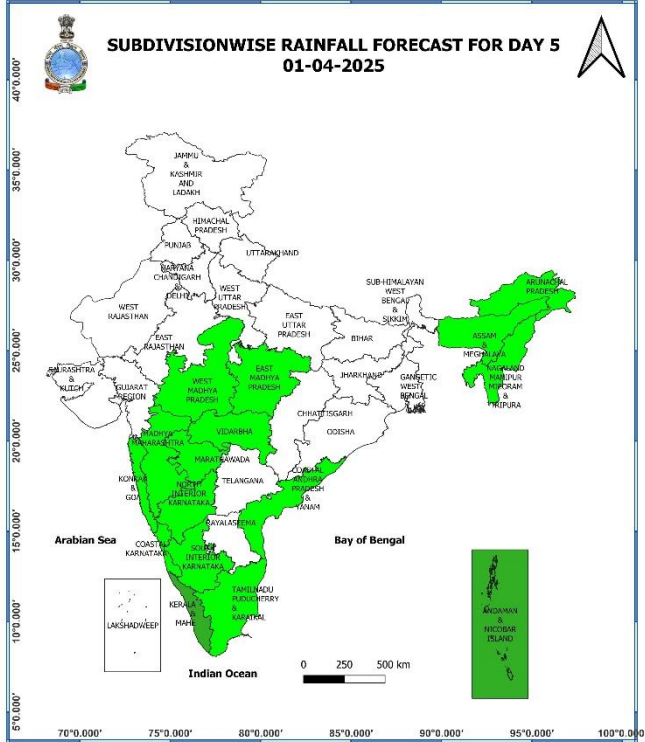 SUBDIVISIONWISE RAINFALL FORECAST FOR DAY 5
01-04-2025
40°0.000'
35°0.000'
30°0.000'
25°0.000'
20°0.000'
15°0.000'
10°0.000'
5°0.000'
JAMMU
&
KASHMIR
AND
LADAKH
HIMACHAL
PRADESH
PUNJAB
UTTARAKHAND
HARYANA
CHANDIGARH
&
DELHI
WEST
UTTAR
PRADESH
WEST
RAJASTHAN
EAST
RAJASTHAN
EAST
UTTAR
PRADESH
SUB-HIMALAYAN
WEST
BENGAL
&
SIKKIM
ARUNACHAL
PRADESH
ASSAM
&
MEGHALAYA
NAGALAND
MANIPUR
MIZORAM
&
TRIPURA
BIHAR
JHARKHAND
GANGETIC
WEST
BENGAL
SAURASHTRA
&
KUTCH
GUJARAT
REGION
WEST
MADHYA
PRADESH
EAST
MADHYA
PRADESH
CHHATTISGARH
ODISHA
MADHYA
MAHARASHTRA
VIDARBHA
MARATHAWADA
KONKAN
&
GOA
NORTH
INTERIOR
KARNATAKA
TELANGANA
COASTAL
ANDHRA
PRADESH
&
YANAM
RAYALASEEMA
Arabian Sea
COASTAL
KARNATAKA
SOUTH
INTERIOR
KARNATAKA
Bay of Bengal
LAKSHADWEEP
KERALA
&
MAHE
TAMILNADU
PUDUCHERRY
&
KARAIKAL
ANDAMAN
&
NICOBAR
ISLAND
Indian Ocean
0 250 500 km
70°0.000' 75°0.000' 80°0.000' 85°0.000' 90°0.000' 95°0.000' 100°0.000'